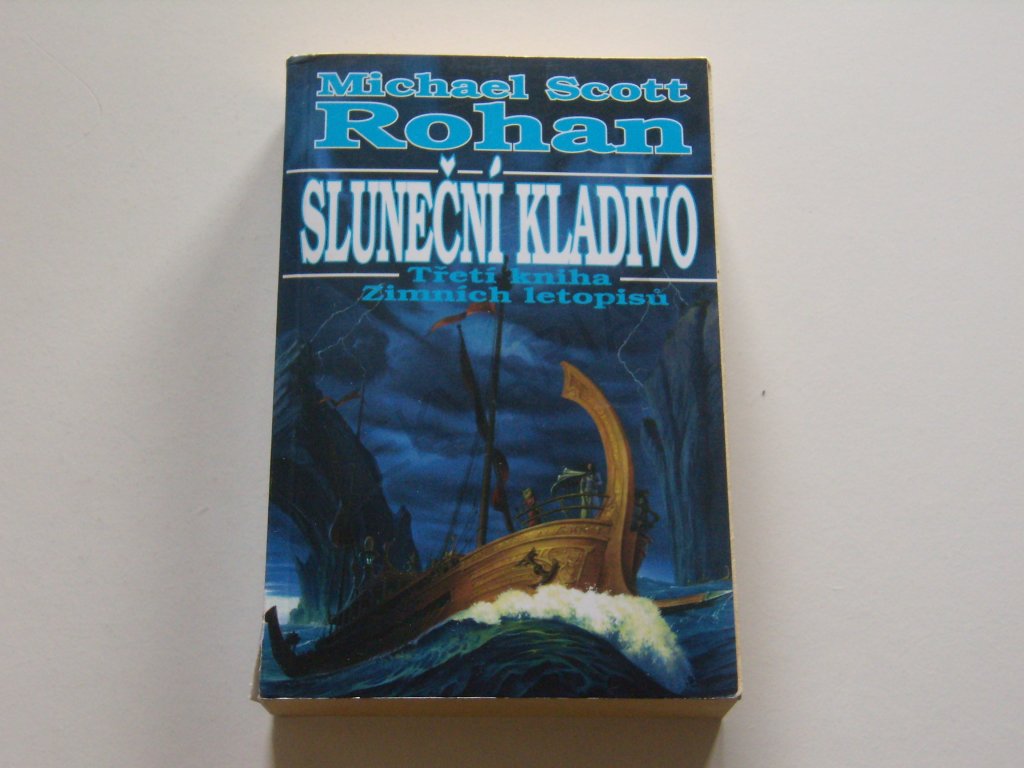 Michael Scott
Rohan
SLUNEČNÍ KLADIVO
Třetí kniha
Zimních letopisů